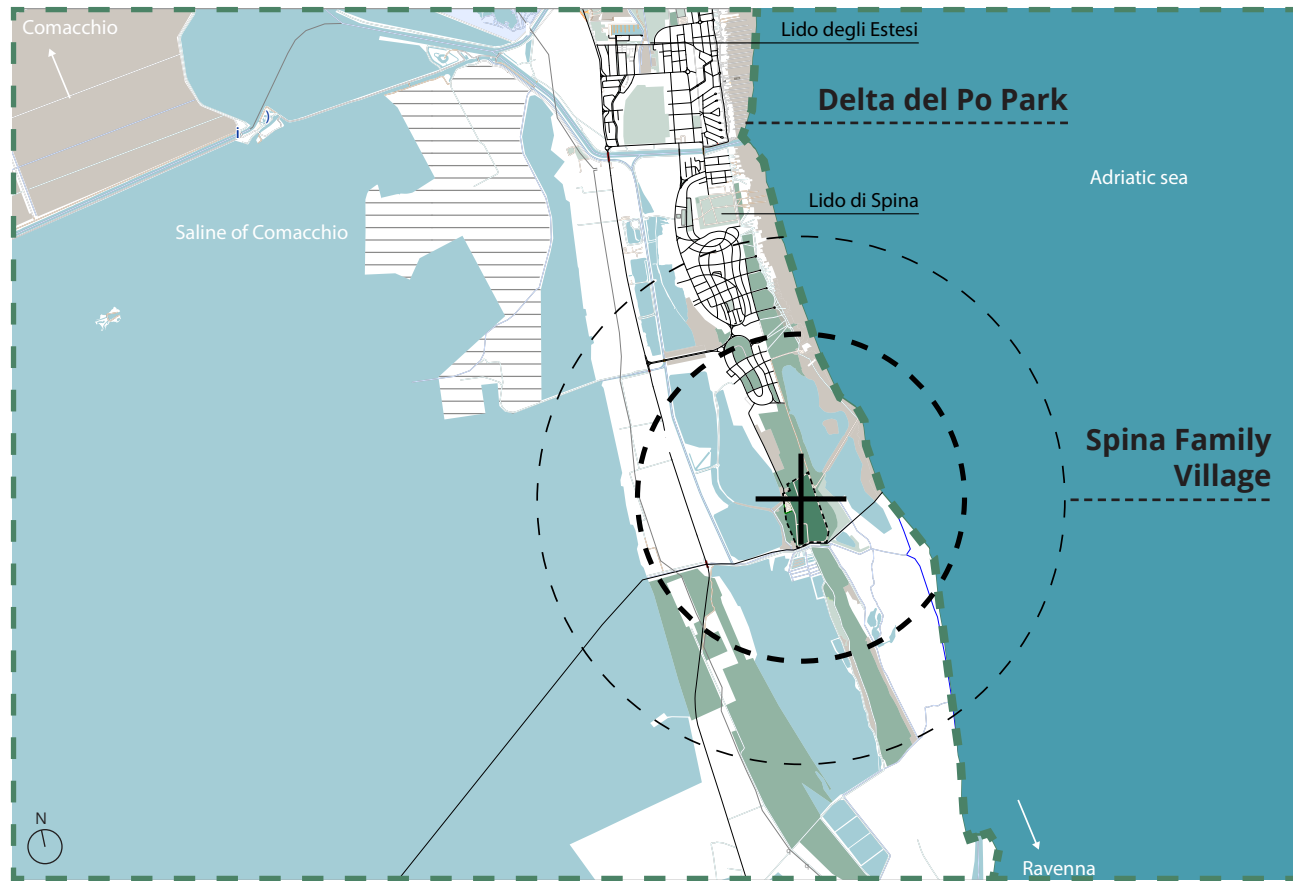 Comacchio
Lido degli Estesi
Delta del Po Park
Adriatic sea
Lido di Spina
Saline of Comacchio
Spina Family
Village
N
Ravenna